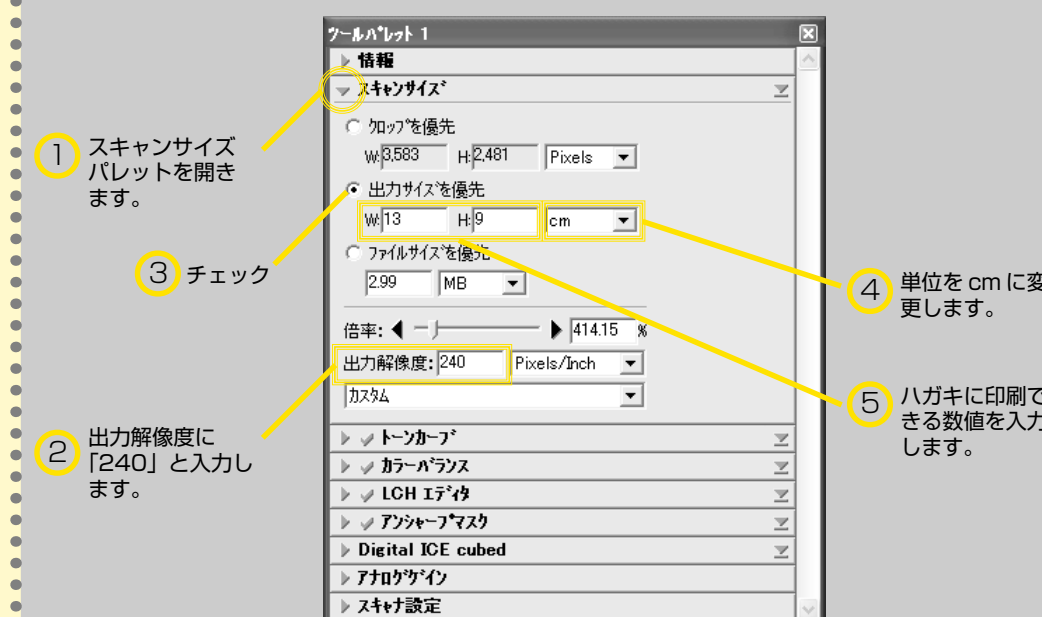 ツールパレット 1
情報
スキャンサイズ
クロップを優先
W: 3,583 H: 2,481 Pixels
出力サイズを優先
W: 13 H: 9 cm
ファイルサイズを優先
2.99 MB
倍率: 414.15 %
出力解像度: 240 Pixels/Inch
カスタム
トーンカーブ
カラーバランス
LCH エディタ
アンシャープマスク
Digital ICE cubed
アナログゲイン
スキャナ設定
1 スキャンサイズ
パレットを開き
ます。
2 出力解像度に
「240」と入力し
ます。
3 チェック
4 単位を cm に変
更します。
5 ハガキに印刷で
きる数値を入力
します。